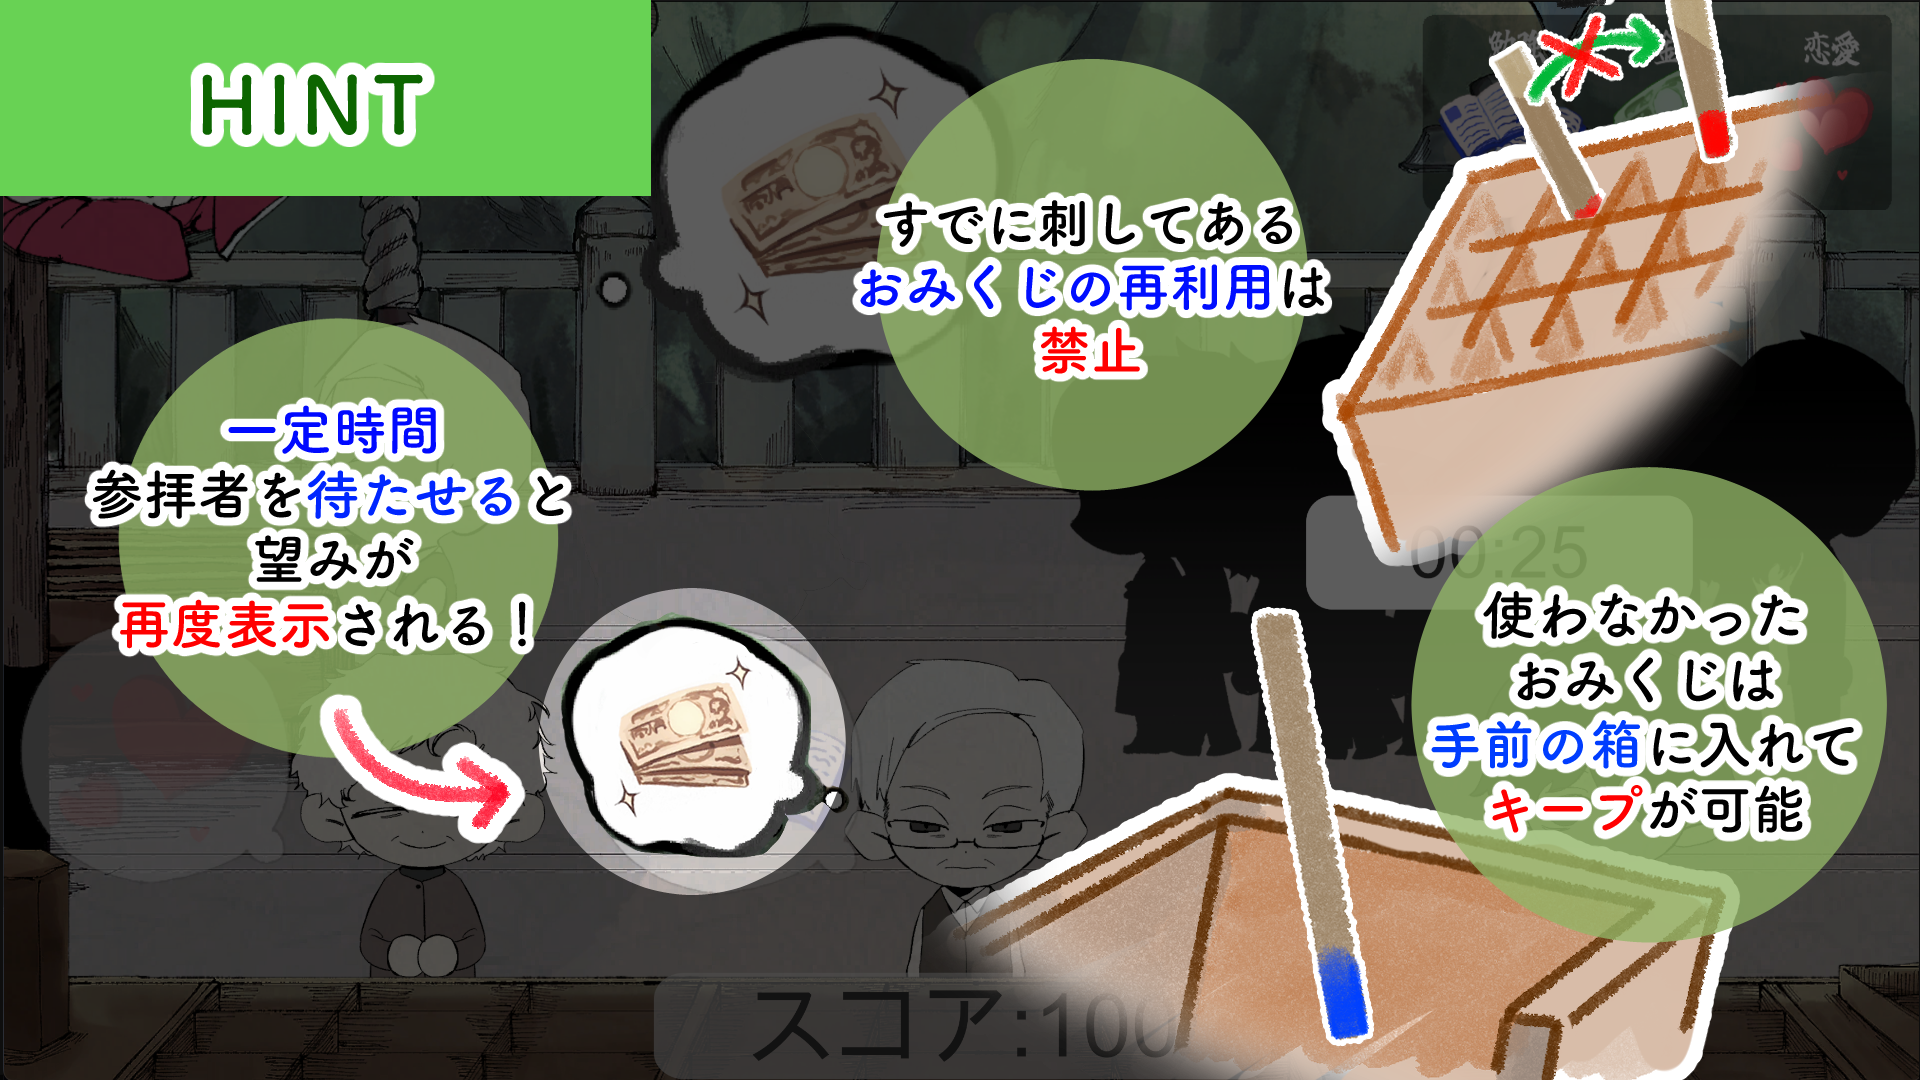 HINT
すでに刺してある
おみくじの再利用は
禁止
一定時間
参拝者を待たせると
望みが
再度表示される！
使わなかった
おみくじは
手前の箱に入れて
キープが可能
恋愛
00:25
スコア:100